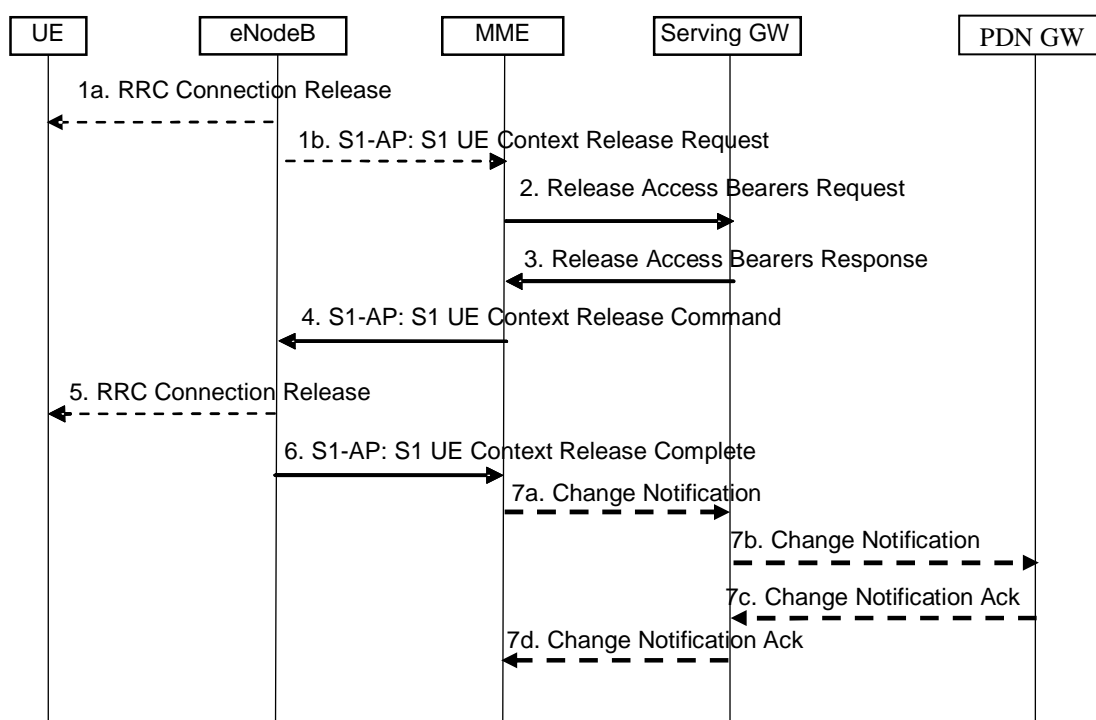 UE
eNodeB
MME
Serving GW
PDN GW
1a. RRC Connection Release
1b. S1-AP: S1 UE Context Release Request
2. Release Access Bearers Request
3. Release Access Bearers Response
4. S1-AP: S1 UE Context Release Command
5. RRC Connection Release
6. S1-AP: S1 UE Context Release Complete
7a. Change Notification
7b. Change Notification
7c. Change Notification Ack
7d. Change Notification Ack